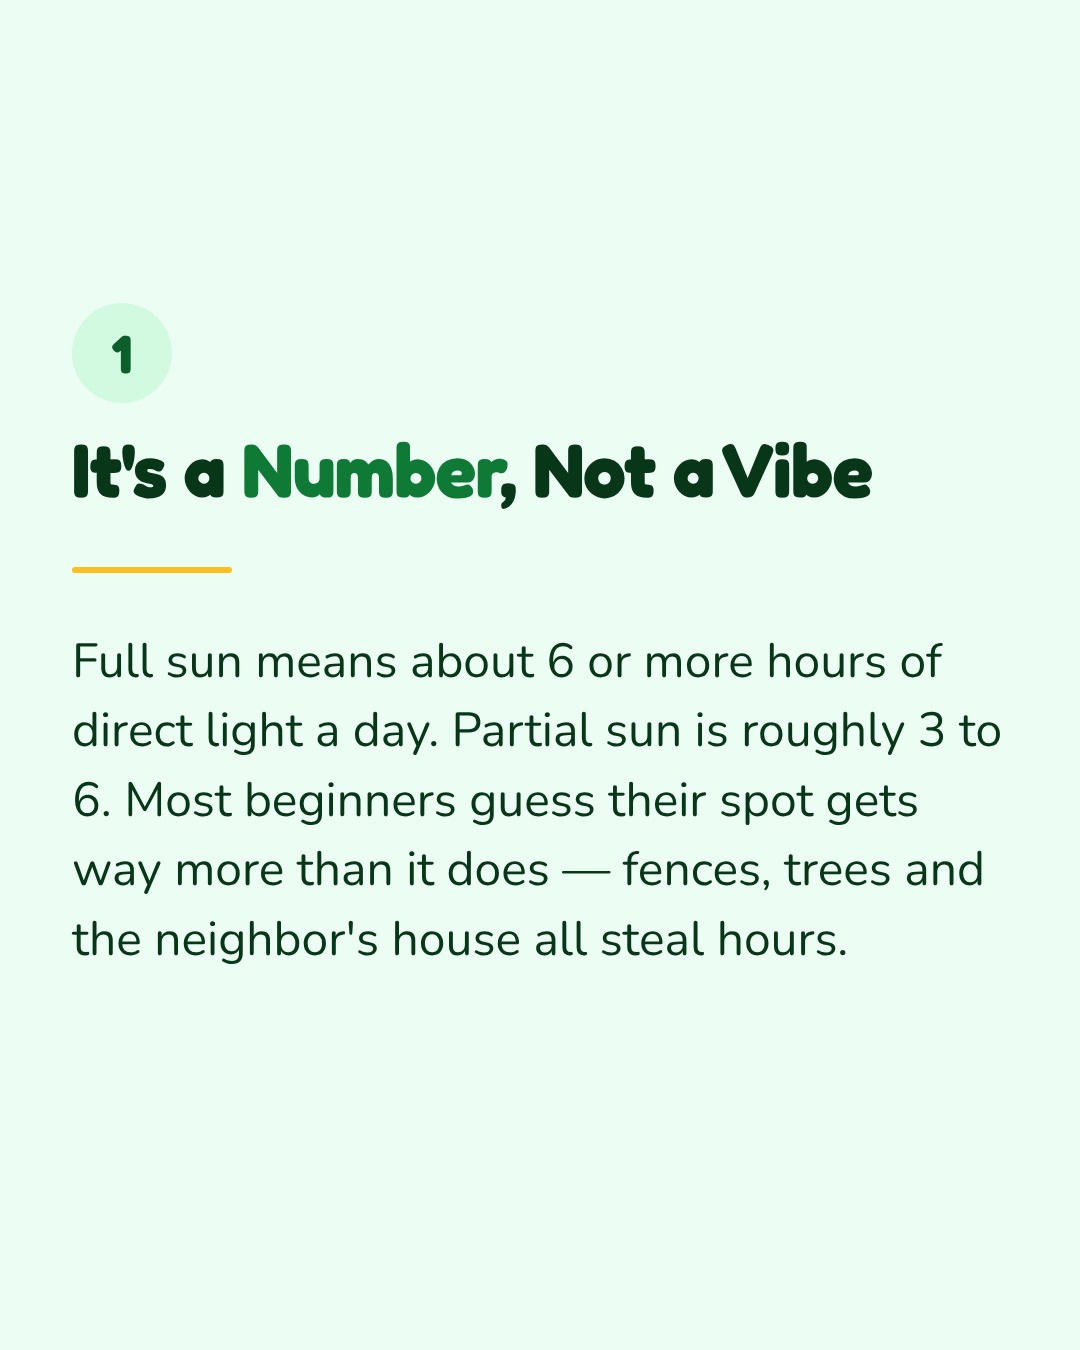 1
It's a Number, Not a Vibe
Full sun means about 6 or more hours of
direct light a day. Partial sun is roughly 3 to
6. Most beginners guess their spot gets
way more than it does — fences, trees and
the neighbor's house all steal hours.